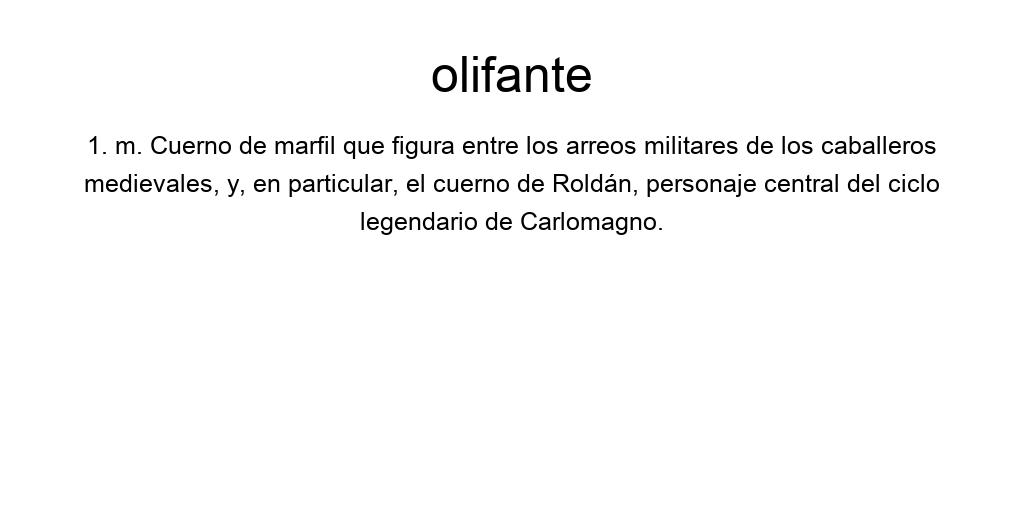 olifante
1. m. Cuerno de marfil que figura entre los arreos militares de los caballeros
medievales, y, en particular, el cuerno de Roldán, personaje central del ciclo
legendario de Carlomagno.